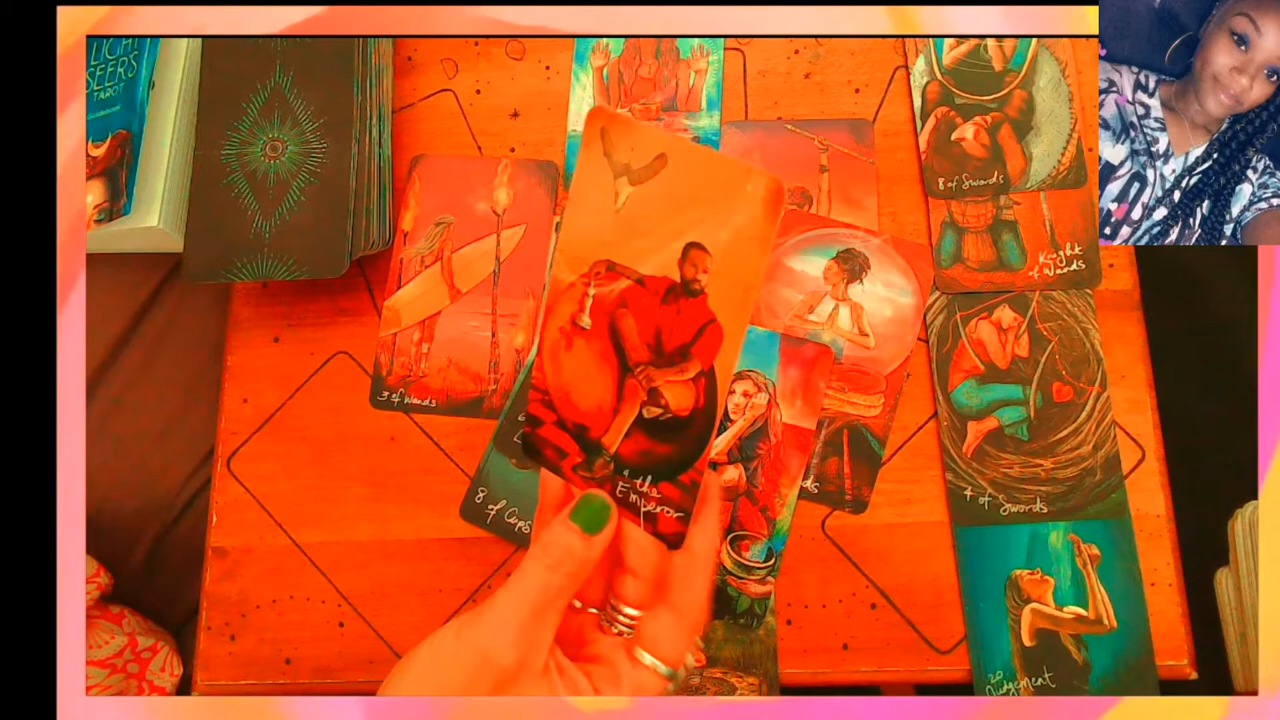 LIGHT
SEER'S
TAROT
8 of Swords
Knight
of Wands
3 of Wands
4
the
Emperor
8 of Cups
ds
4 of Swords
20
Judgement